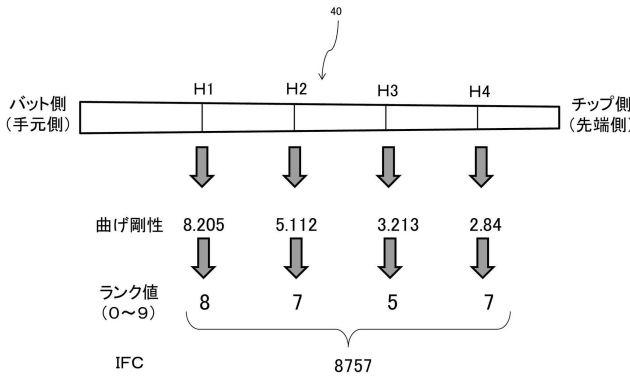 40
H1 H2 H3 H4
バット側
(手元側)
チップ側
(先端側)
曲げ剛性 8.205 5.112 3.213 2.84
ランク値
(0～9)
8 7 5 7
IFC 8757